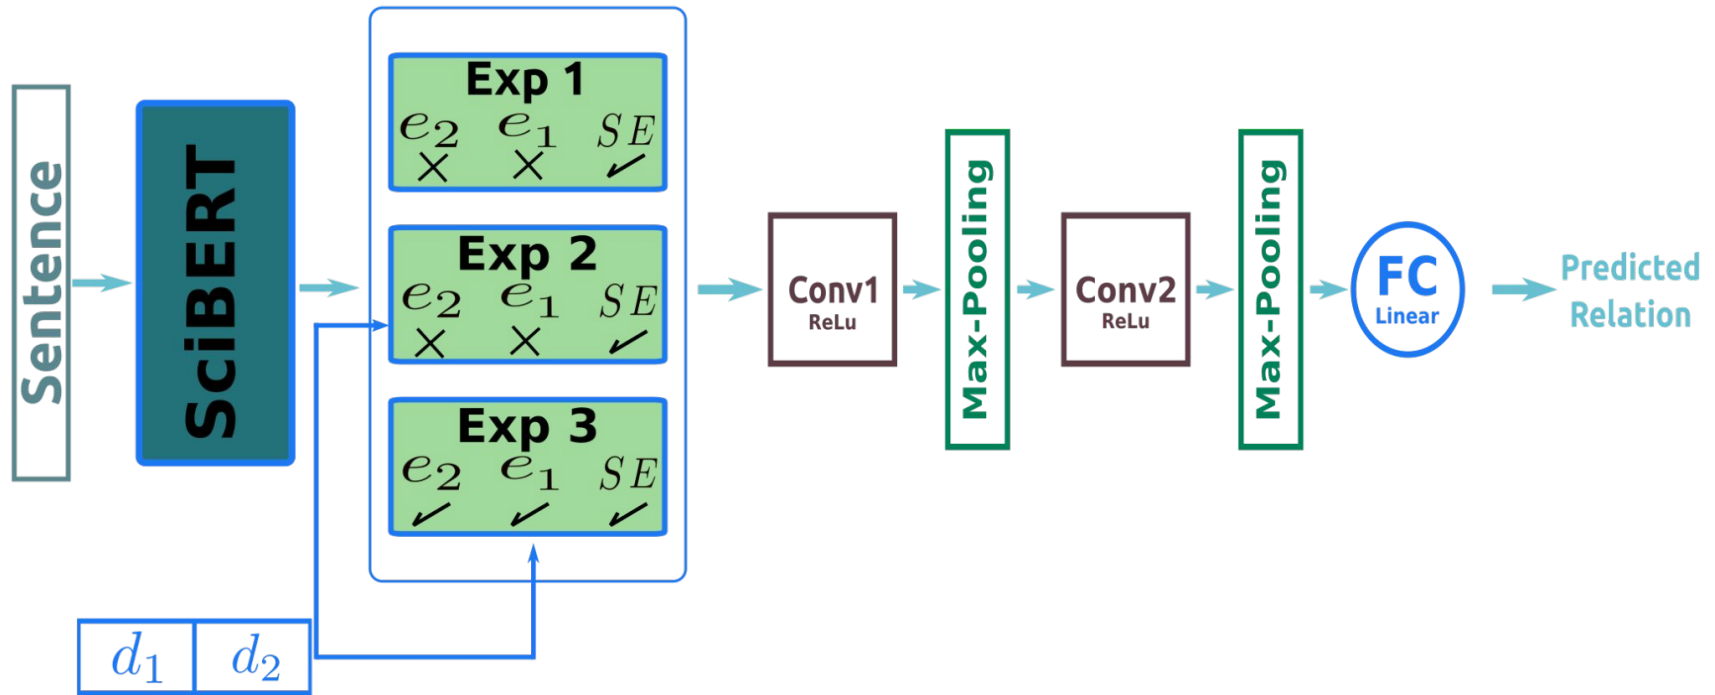 Sentence
SciBERT
Exp 1
e₂ e₁ SE
× × ✓
Exp 2
e₂ e₁ SE
× × ✓
Exp 3
e₂ e₁ SE
✓ ✓ ✓
d₁ d₂
Conv1
ReLu
Max-Pooling
Conv2
ReLu
Max-Pooling
FC
Linear
Predicted
Relation